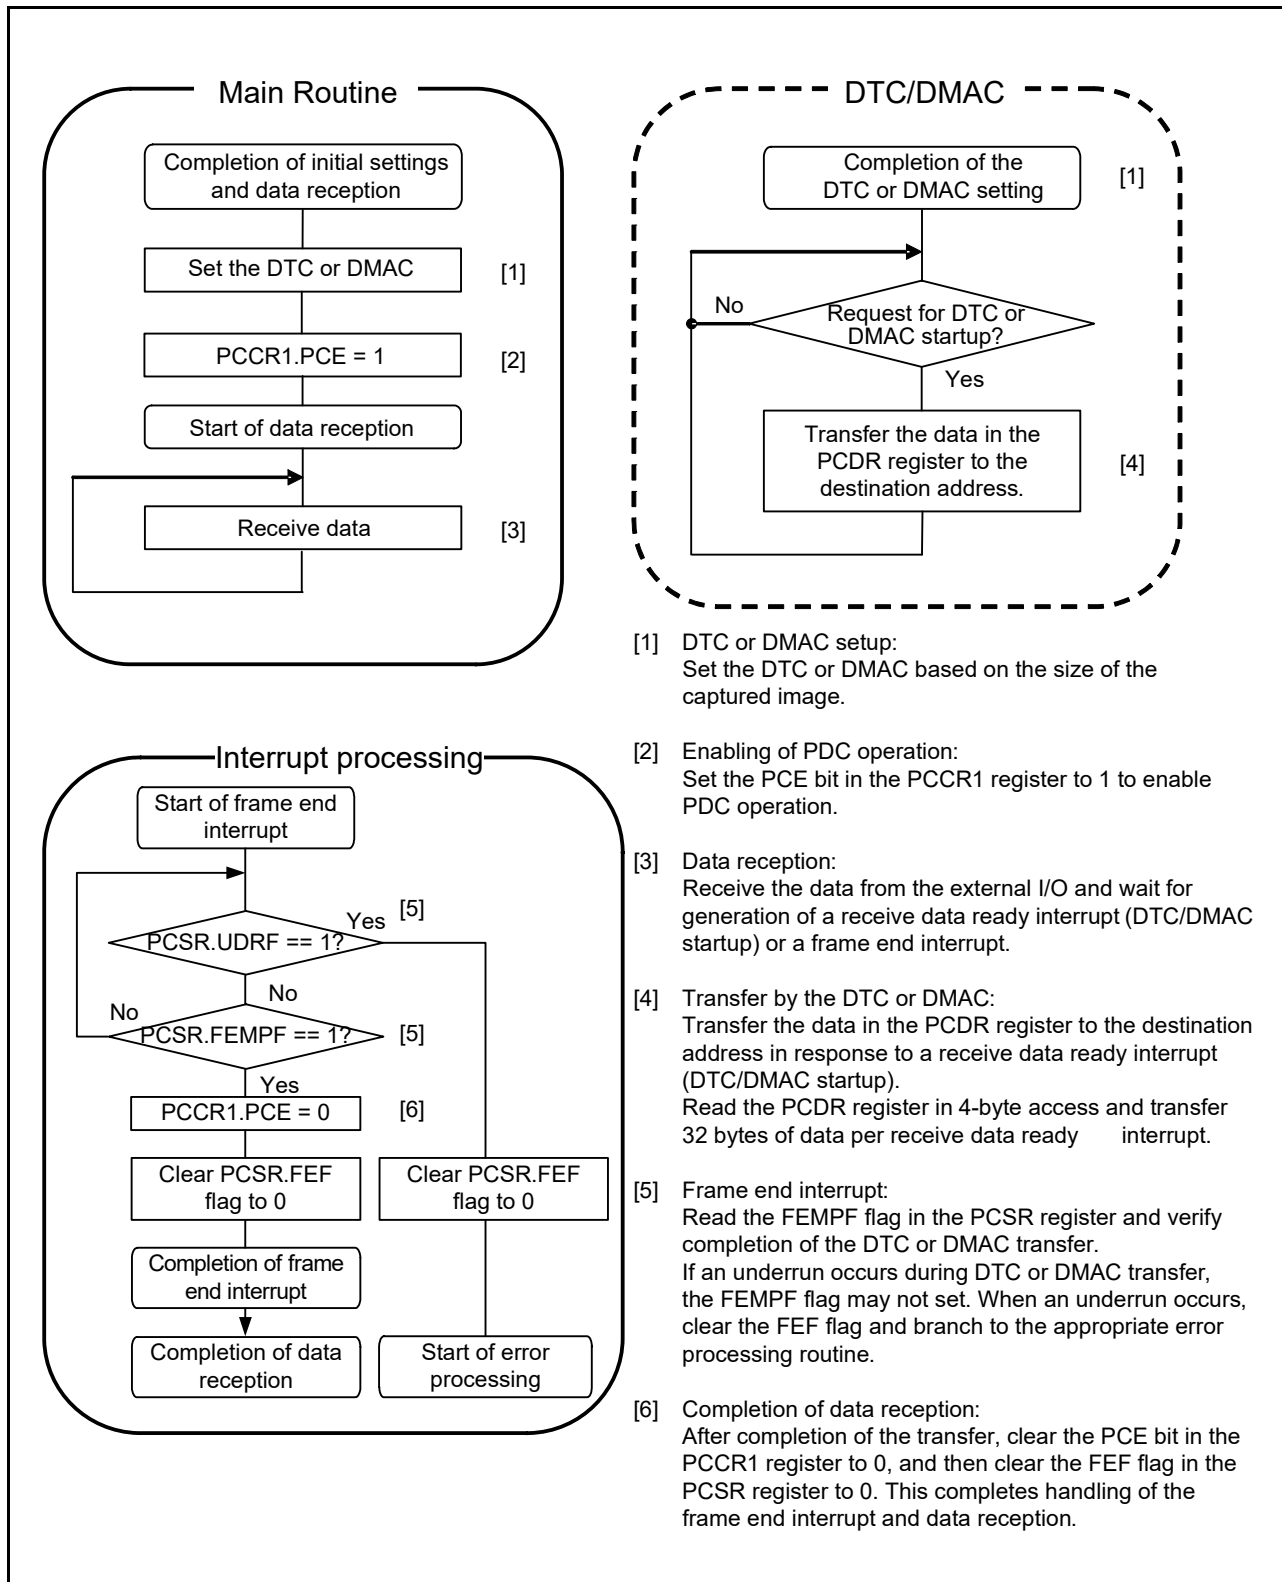 Main Routine
Completion of initial settings
and data reception
Set the DTC or DMAC
[1]
PCCR1.PCE = 1
[2]
Start of data reception
Receive data
[3]
DTC/DMAC
Completion of the
DTC or DMAC setting
[1]
No
Request for DTC or
DMAC startup?
Yes
Transfer the data in the
PCDR register to the
destination address.
[4]
Interrupt processing
Start of frame end
interrupt
Yes
[5]
PCSR.UDRF == 1?
No
No
PCSR.FEMPF == 1?
[5]
Yes
PCCR1.PCE = 0
[6]
Clear PCSR.FEF
flag to 0
Clear PCSR.FEF
flag to 0
Completion of frame
end interrupt
Completion of data
reception
Start of error
processing
[1] DTC or DMAC setup:
Set the DTC or DMAC based on the size of the
captured image.
[2] Enabling of PDC operation:
Set the PCE bit in the PCCR1 register to 1 to enable
PDC operation.
[3] Data reception:
Receive the data from the external I/O and wait for
generation of a receive data ready interrupt (DTC/DMAC
startup) or a frame end interrupt.
[4] Transfer by the DTC or DMAC:
Transfer the data in the PCDR register to the destination
address in response to a receive data ready interrupt
(DTC/DMAC startup).
Read the PCDR register in 4-byte access and transfer
32 bytes of data per receive data ready interrupt.
[5] Frame end interrupt:
Read the FEMPF flag in the PCSR register and verify
completion of the DTC or DMAC transfer.
If an underrun occurs during DTC or DMAC transfer,
the FEMPF flag may not set. When an underrun occurs,
clear the FEF flag and branch to the appropriate error
processing routine.
[6] Completion of data reception:
After completion of the transfer, clear the PCE bit in the
PCCR1 register to 0, and then clear the FEF flag in the
PCSR register to 0. This completes handling of the
frame end interrupt and data reception.